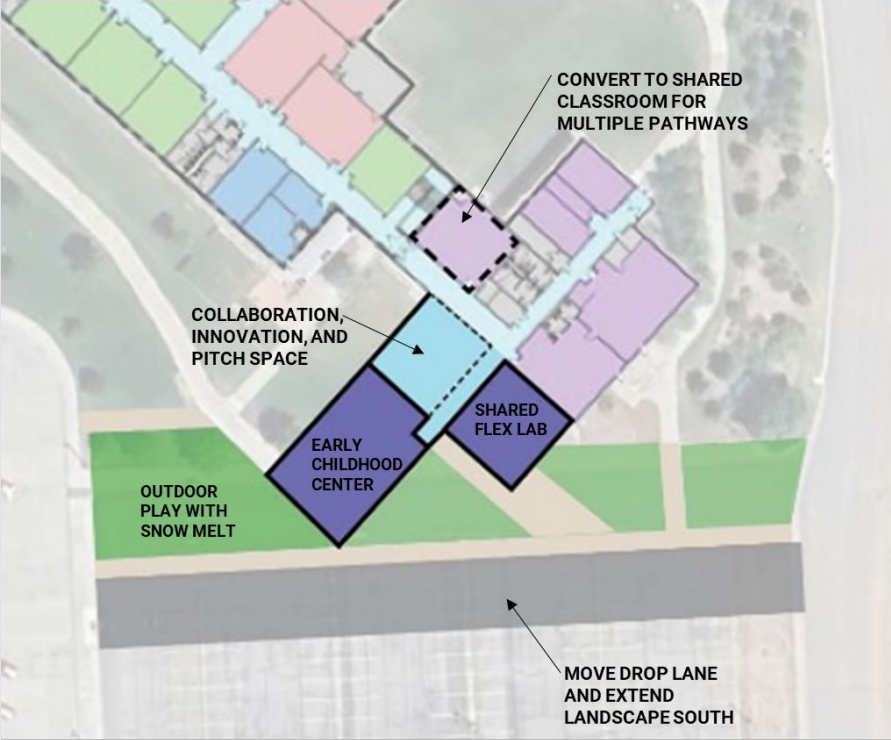 CONVERT TO SHARED
CLASSROOM FOR
MULTIPLE PATHWAYS
COLLABORATION,
INNOVATION, AND
PITCH SPACE
SHARED
FLEX LAB
EARLY
CHILDHOOD
CENTER
OUTDOOR
PLAY WITH
SNOW MELT
MOVE DROP LANE
AND EXTEND
LANDSCAPE SOUTH